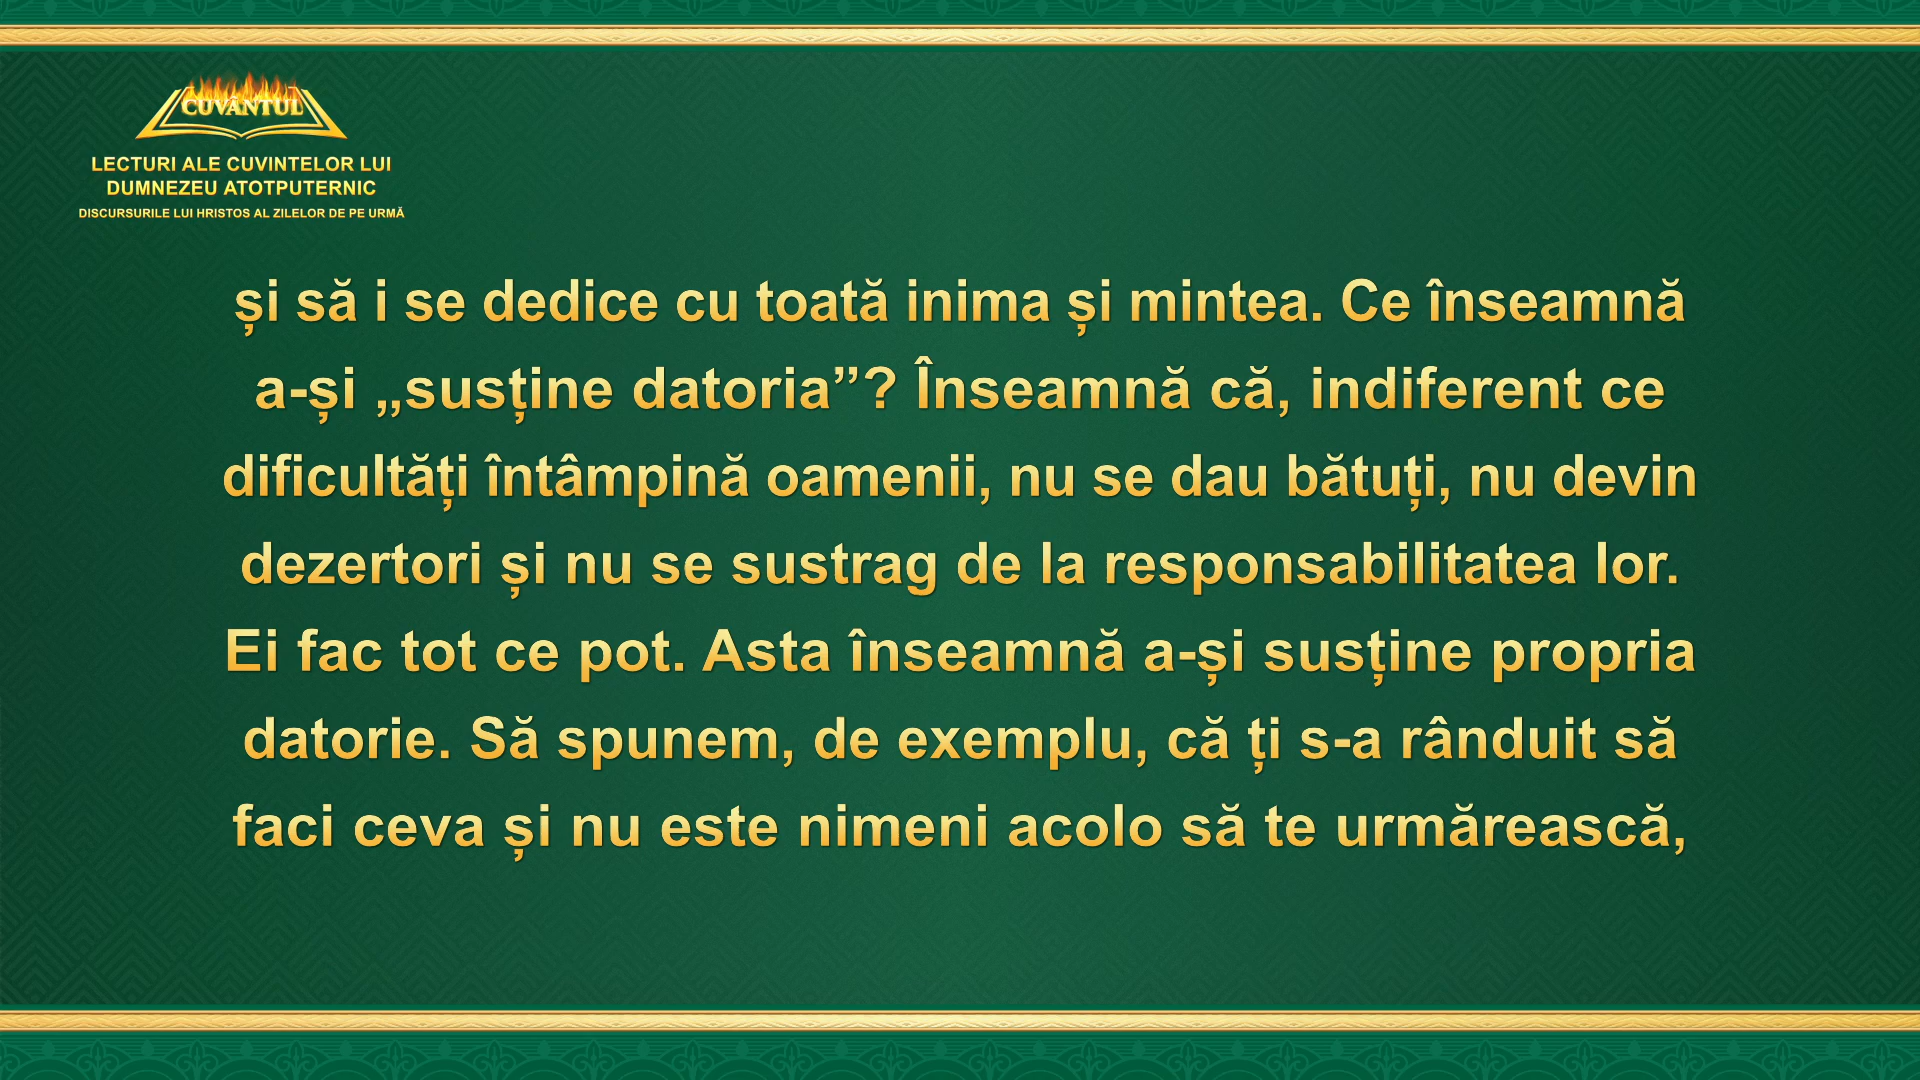 CUVÂNTUL
LECTURI ALE CUVINTELOR LUI
DUMNEZEU ATOTPUTERNIC
DISCURSURILE LUI HRISTOS AL ZILELOR DE PE URMĂ
și să i se dedice cu toată inima și mintea. Ce înseamnă
a-și „susține datoria”? Înseamnă că, indiferent ce
dificultăți întâmpină oamenii, nu se dau bătuți, nu devin
dezertori și nu se sustrag de la responsabilitatea lor.
Ei fac tot ce pot. Asta înseamnă a-și susține propria
datorie. Să spunem, de exemplu, că ți s-a rânduit să
faci ceva și nu este nimeni acolo să te urmărească,